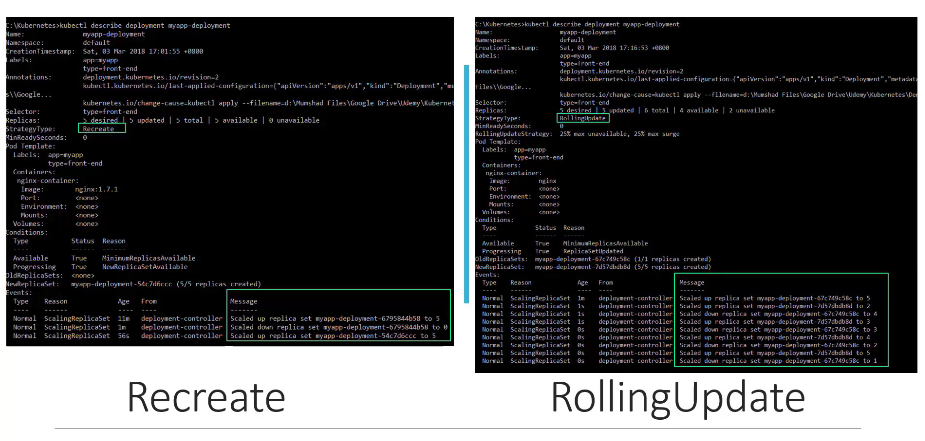 C:\Kubernetes>kubectl describe deployment myapp-deployment
Name: myapp-deployment
Namespace: default
CreationTimestamp: Sat, 03 Mar 2018 17:01:55 +0800
Labels: app=myapp
type=front-end
Annotations: deployment.kubernetes.io/revision=2
kubectl.kubernetes.io/last-applied-configuration={"apiVersion":"apps/v1","kind":"Deployment",
s\\Google...
kubernetes.io/change-cause=kubectl apply --filename=d:\Mumshad Files\Google Drive\Udemy\Kubernet
Selector: type=front-end
Replicas: 5 desired | 5 updated | 5 total | 5 available | 0 unavailable
StrategyType: Recreate
MinReadySeconds: 0
Pod Template:
Labels: app=myapp
type=front-end
Containers:
nginx-container:
Image: nginx:1.7.1
Port: <none>
Environment: <none>
Mounts: <none>
Volumes: <none>
Conditions:
Type Status Reason
---- ------ ------
Available True MinimumReplicasAvailable
Progressing True NewReplicaSetAvailable
OldReplicaSets: <none>
NewReplicaSet: myapp-deployment-54c7d6ccc (5/5 replicas created)
Events:
Type Reason Age From Message
---- ------ ---- ---- -------
Normal ScalingReplicaSet 11m deployment-controller Scaled up replica set myapp-deployment-6795844b58 to 5
Normal ScalingReplicaSet 1m deployment-controller Scaled down replica set myapp-deployment-6795844b58 to 0
Normal ScalingReplicaSet 56s deployment-controller Scaled up replica set myapp-deployment-54c7d6ccc to 5
Recreate
C:\Kubernetes>kubectl describe deployment myapp-deployment
Name: myapp-deployment
Namespace: default
CreationTimestamp: Sat, 03 Mar 2018 17:16:53 +0800
Labels: app=myapp
type=front-end
Annotations: deployment.kubernetes.io/revision=2
kubectl.kubernetes.io/last-applied-configuration={"apiVersion":"apps/v1","kind":"Deployment","metadata
Files\\Google...
kubernetes.io/change-cause=kubectl apply --filename=d:\Mumshad Files\Google Drive\Udemy\Kubernetes\De
Selector: type=front-end
Replicas: 5 desired | 5 updated | 6 total | 4 available | 2 unavailable
StrategyType: RollingUpdate
MinReadySeconds: 0
RollingUpdateStrategy: 25% max unavailable, 25% max surge
Pod Template:
Labels: app=myapp
type=front-end
Containers:
nginx-container:
Image: nginx
Port: <none>
Environment: <none>
Mounts: <none>
Volumes: <none>
Conditions:
Type Status Reason
---- ------ ------
Available True MinimumReplicasAvailable
Progressing True ReplicaSetUpdated
OldReplicaSets: myapp-deployment-67c749c58c (1/1 replicas created)
NewReplicaSet: myapp-deployment-7d57dbdb8d (5/5 replicas created)
Events:
Type Reason Age From Message
---- ------ ---- ---- -------
Normal ScalingReplicaSet 1m deployment-controller Scaled up replica set myapp-deployment-67c749c58c to 5
Normal ScalingReplicaSet 1s deployment-controller Scaled up replica set myapp-deployment-7d57dbdb8d to 2
Normal ScalingReplicaSet 1s deployment-controller Scaled down replica set myapp-deployment-67c749c58c to 4
Normal ScalingReplicaSet 1s deployment-controller Scaled up replica set myapp-deployment-7d57dbdb8d to 3
Normal ScalingReplicaSet 0s deployment-controller Scaled down replica set myapp-deployment-67c749c58c to 3
Normal ScalingReplicaSet 0s deployment-controller Scaled up replica set myapp-deployment-7d57dbdb8d to 4
Normal ScalingReplicaSet 0s deployment-controller Scaled down replica set myapp-deployment-67c749c58c to 2
Normal ScalingReplicaSet 0s deployment-controller Scaled up replica set myapp-deployment-7d57dbdb8d to 5
Normal ScalingReplicaSet 0s deployment-controller Scaled down replica set myapp-deployment-67c749c58c to 1
RollingUpdate